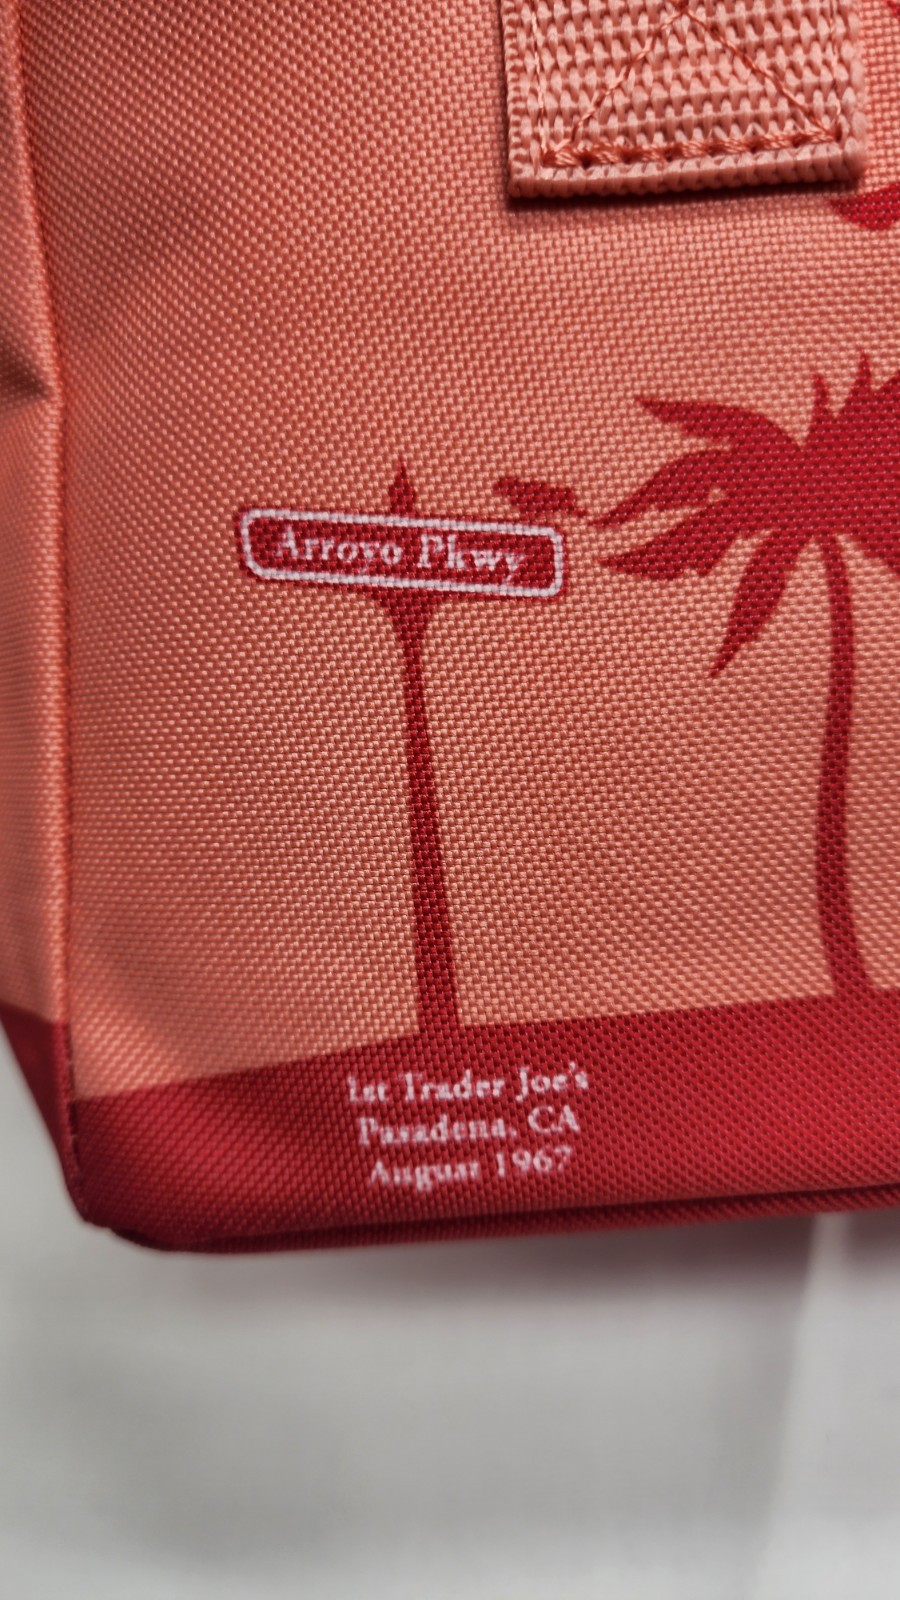 Arroyo Pkwy
1st Trader Joe's
Pasadena, CA
August 1967